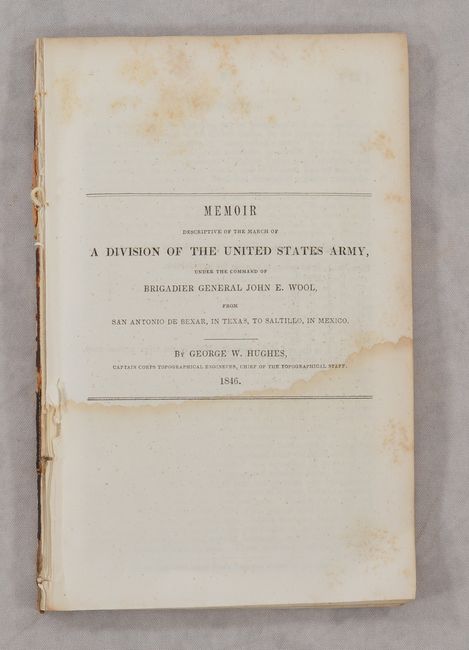 MEMOIR
DESCRIPTIVE OF THE MARCH OF
A DIVISION OF THE UNITED STATES ARMY,
UNDER THE COMMAND OF
BRIGADIER GENERAL JOHN E. WOOL,
FROM
SAN ANTONIO DE BEXAR, IN TEXAS, TO SALTILLO, IN MEXICO.
BY GEORGE W. HUGHES,
CAPTAIN CORPS TOPOGRAPHICAL ENGINEERS, CHIEF OF THE TOPOGRAPHICAL STAFF.
1846.